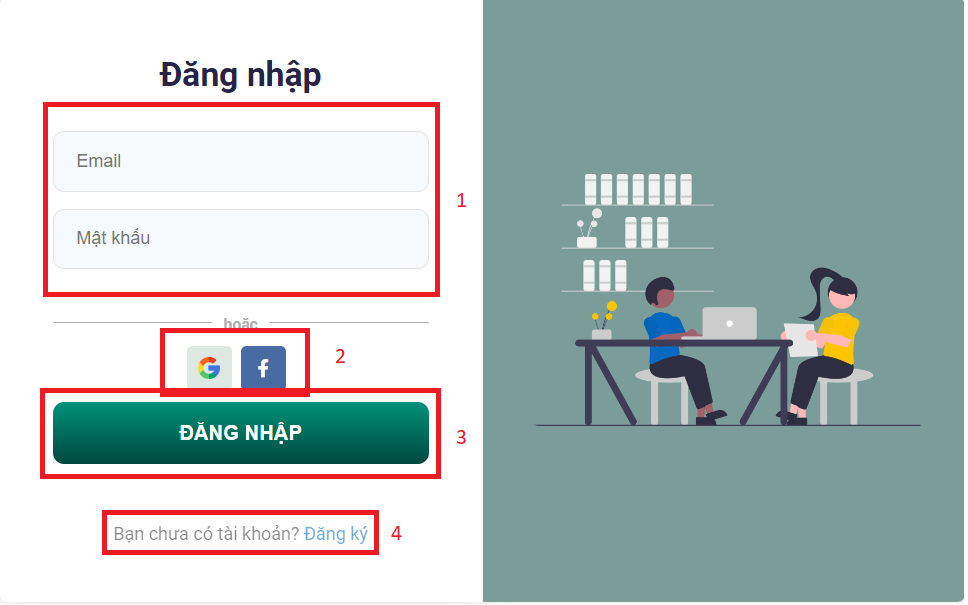 Đăng nhập
Email
1
Mật khẩu
hoặc
2
f
ĐĂNG NHẬP
3
Bạn chưa có tài khoản? Đăng ký
4